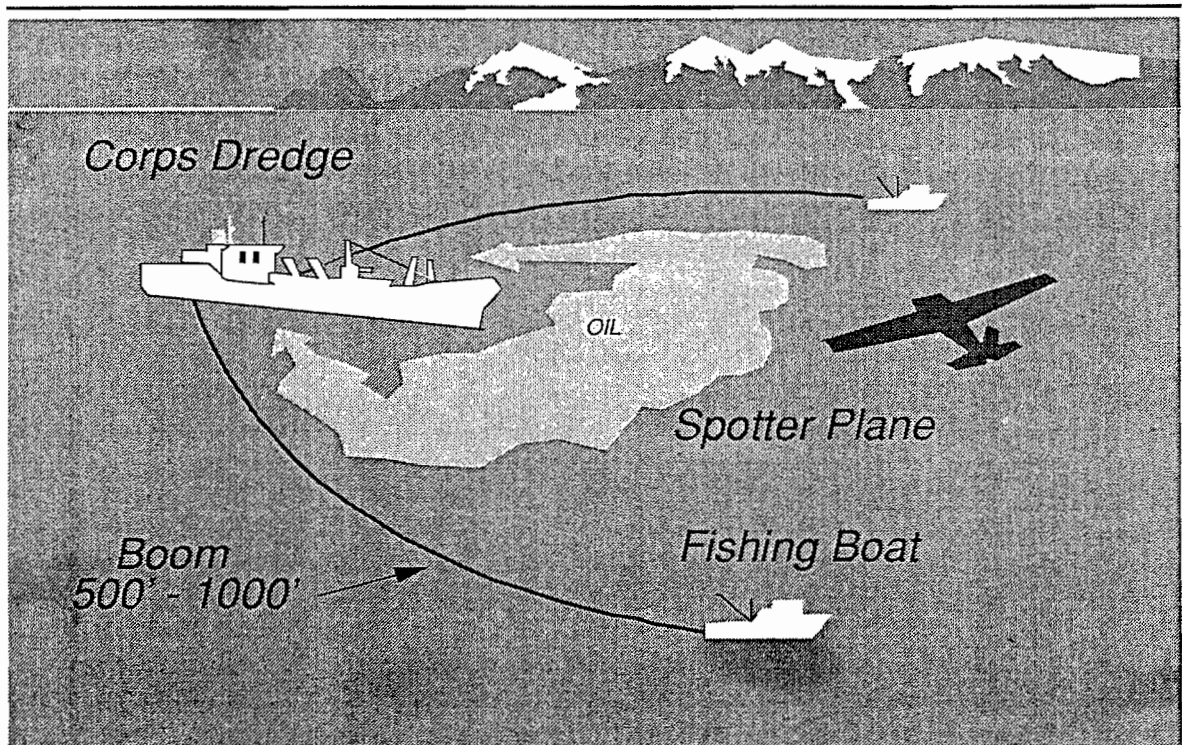 Corps Dredge
OIL
Spotter Plane
Boom
500' - 1000'
Fishing Boat